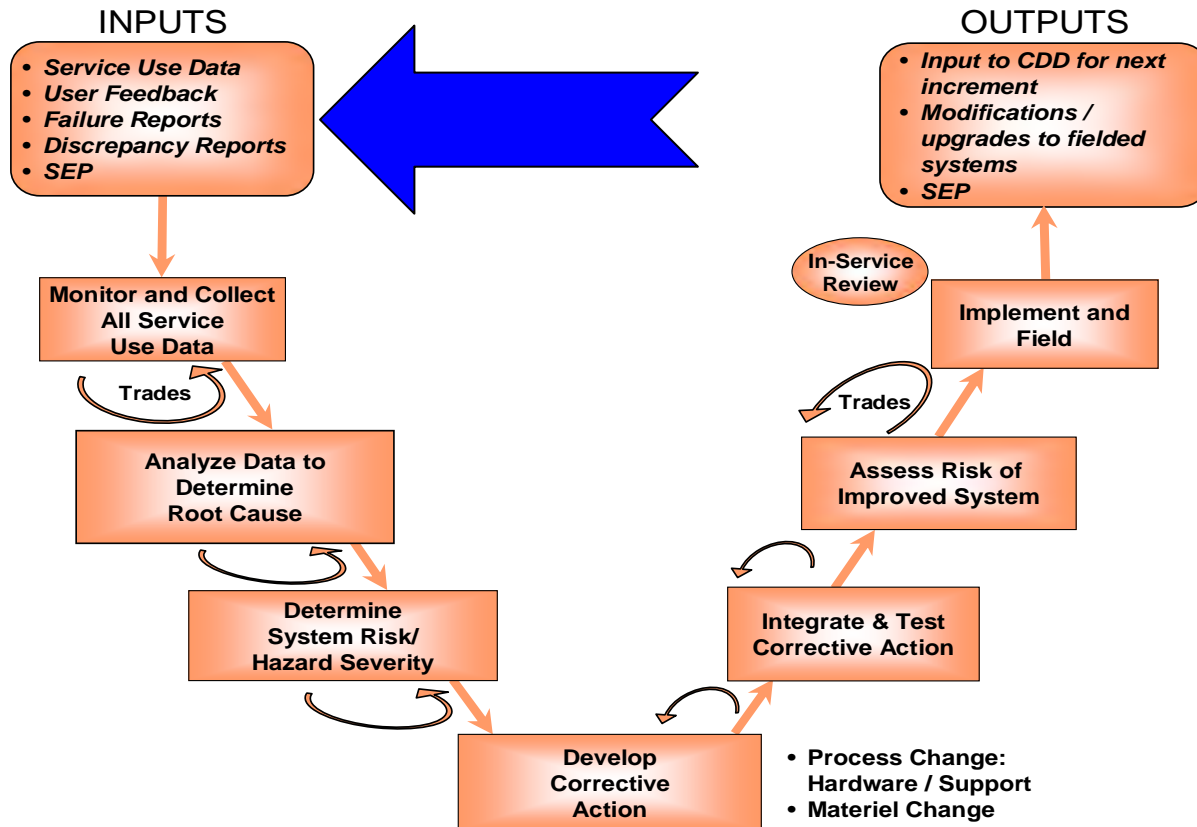 INPUTS
• Service Use Data
• User Feedback
• Failure Reports
• Discrepancy Reports
• SEP
Monitor and Collect
All Service
Use Data
Trades
Analyze Data to
Determine
Root Cause
Determine
System Risk/
Hazard Severity
Develop
Corrective
Action
• Process Change:
Hardware / Support
• Materiel Change
Integrate & Test
Corrective Action
Assess Risk of
Improved System
Trades
Implement and
Field
In-Service
Review
OUTPUTS
• Input to CDD for next
increment
• Modifications /
upgrades to fielded
systems
• SEP